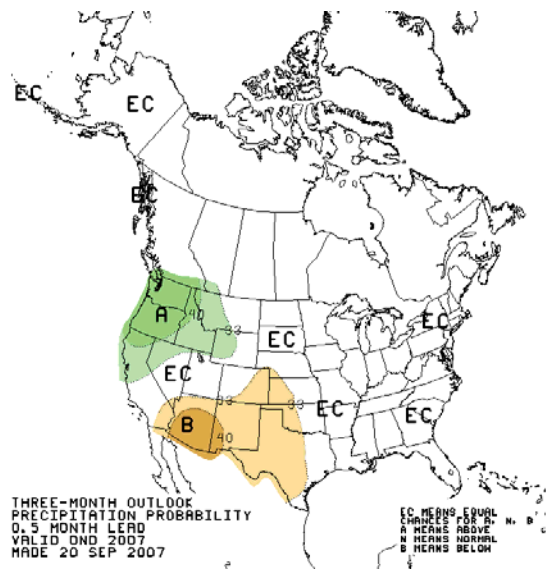 EC
EC
EC
A
40
33
EC
EC
EC
33
33
EC
EC
B
40
THREE-MONTH OUTLOOK
PRECIPITATION PROBABILITY
0.5 MONTH LEAD
VALID OND 2007
MADE 20 SEP 2007
EC MEANS EQUAL
CHANCES FOR A, N, B
A MEANS ABOVE
N MEANS NORMAL
B MEANS BELOW